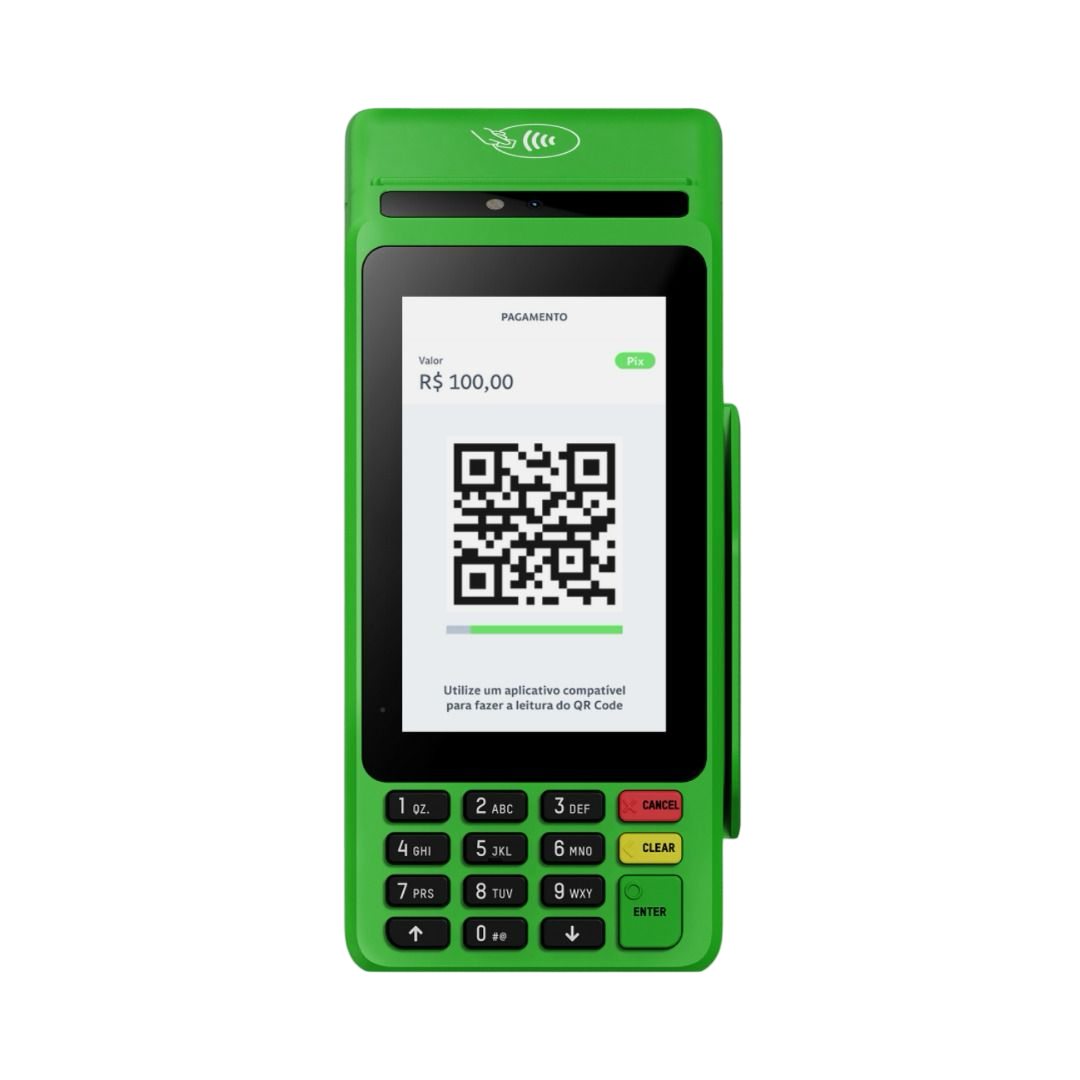 PAGAMENTO
Valor
Pix
R$ 100,00
Utilize um aplicativo compatível
para fazer a leitura do QR Code
1 QZ. 2 ABC 3 DEF CANCEL
4 GHI 5 JKL 6 MNO CLEAR
7 PRS 8 TUV 9 WXY ENTER
0 #@